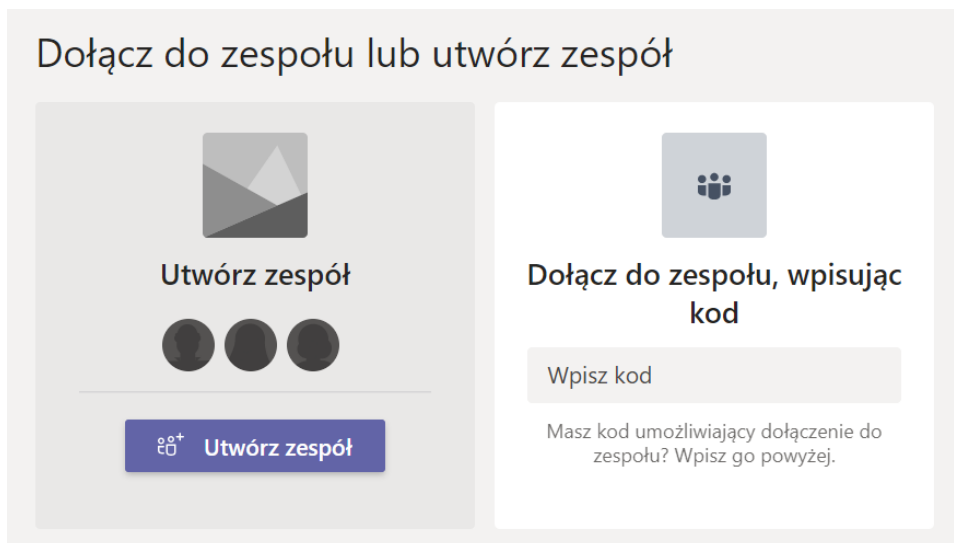 Dołącz do zespołu lub utwórz zespół
Utwórz zespół
Utwórz zespół
Dołącz do zespołu, wpisując
kod
Wpisz kod
Masz kod umożliwiający dołączenie do
zespołu? Wpisz go powyżej.